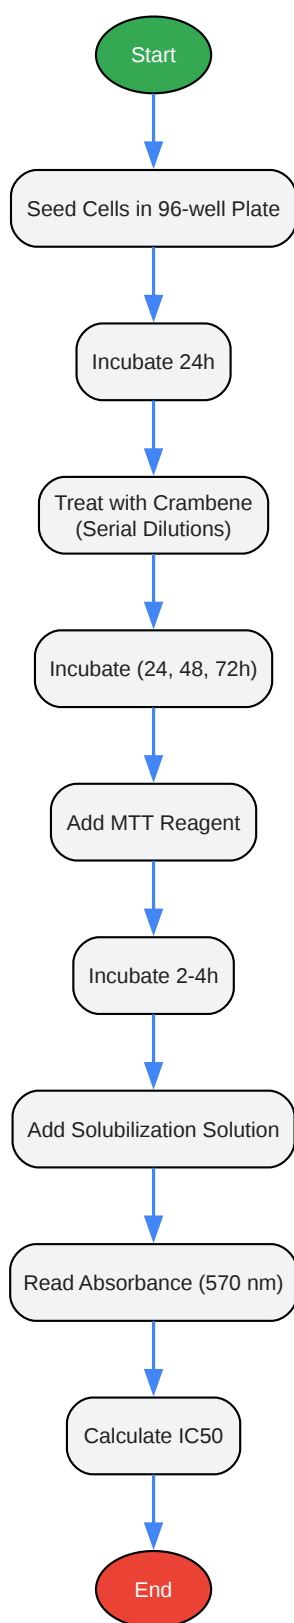 Start
Seed Cells in 96-well Plate
Incubate 24h
Treat with Crambene
(Serial Dilutions)
Incubate (24, 48, 72h)
Add MTT Reagent
Incubate 2-4h
Add Solubilization Solution
Read Absorbance (570 nm)
Calculate IC50
End